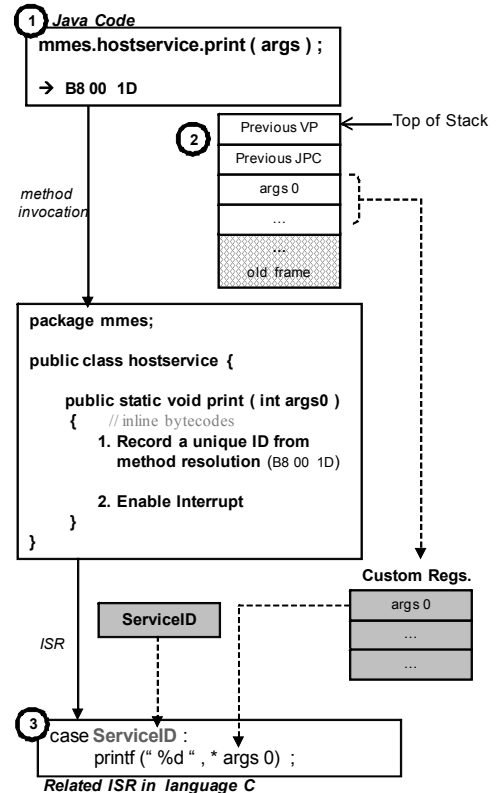 1
Java Code
mmes.hostservice.print ( args ) ;
→ B8 00 1D
2
Previous VP
Top of Stack
Previous JPC
args 0
...
...
old frame
method
invocation
package mmes;
public class hostservice {
public static void print ( int args0 )
{ // inline bytecodes
1. Record a unique ID from
method resolution (B8 00 1D)
2. Enable Interrupt
}
}
Custom Regs.
args 0
...
...
ServiceID
ISR
3
case ServiceID :
printf (“ %d “ , * args 0) ;
Related ISR in language C